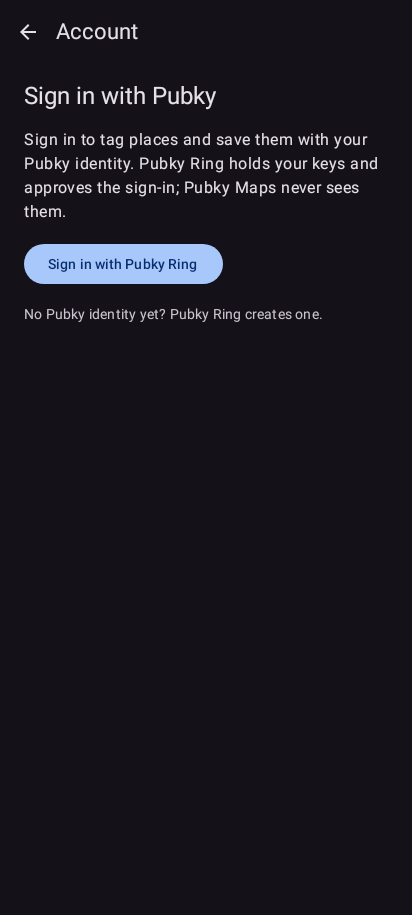 Account
Sign in with Pubky
Sign in to tag places and save them with your
Pubky identity. Pubky Ring holds your keys and
approves the sign-in; Pubky Maps never sees
them.
Sign in with Pubky Ring
No Pubky identity yet? Pubky Ring creates one.